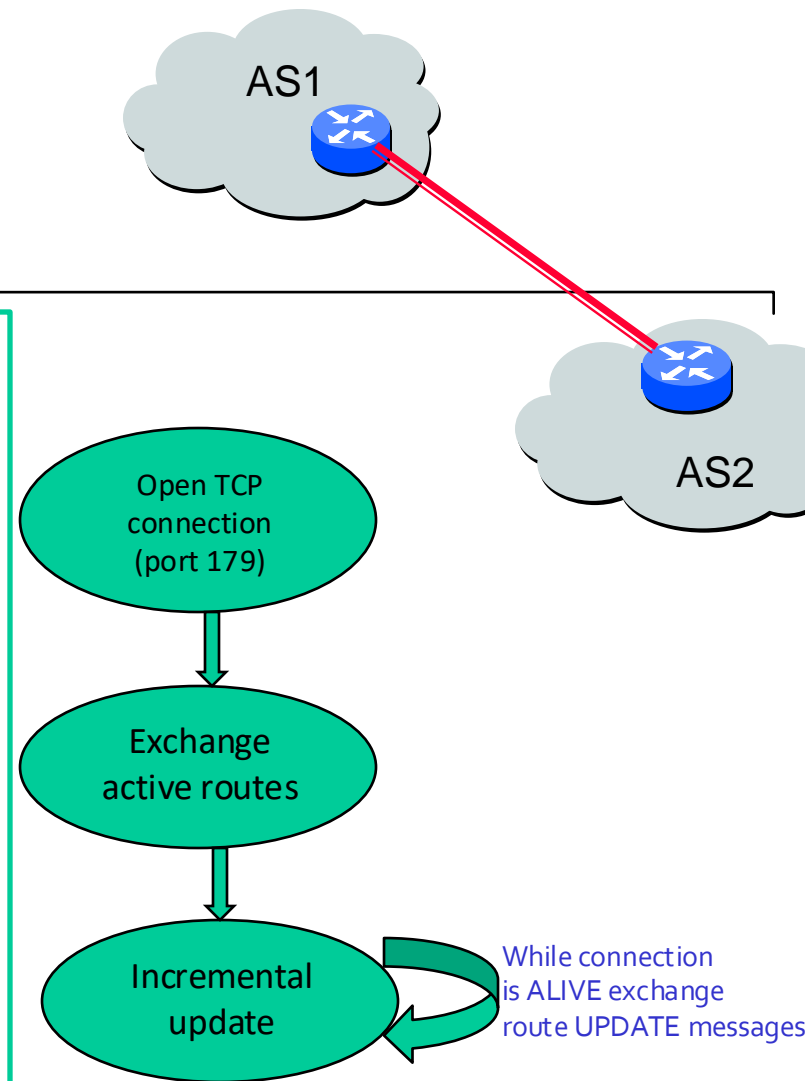 AS1
AS2
Open TCP
connection
(port 179)
Exchange
active routes
Incremental
update
While connection
is ALIVE exchange
route UPDATE messages